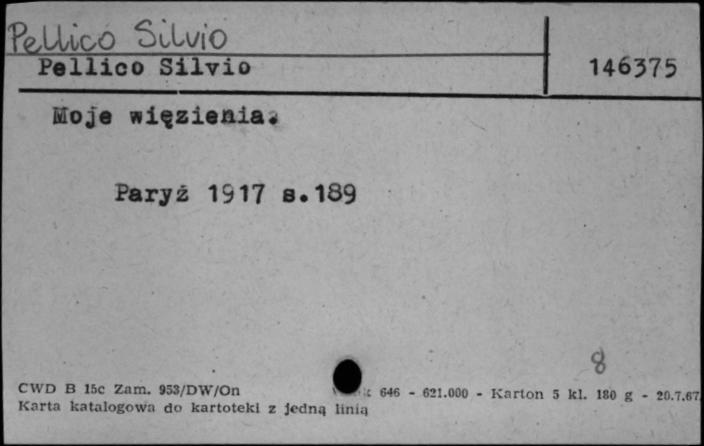 Pellico Silvio
Pellico Silvio 146375
Moje więzienia.
Paryż 1917 s.189
8
CWD B 15c Zam. 953/DW/On 646 - 621.000 - Karton 5 kl. 180 g - 20.7.67
Karta katalogowa do kartoteki z jedną linią